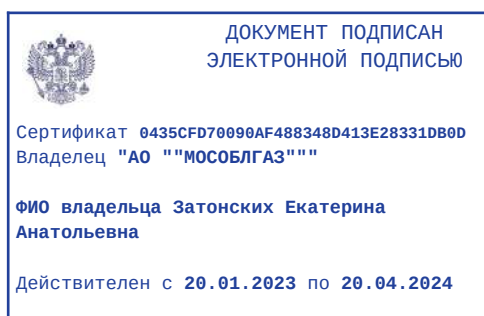 ДОКУМЕНТ ПОДПИСАН
ЭЛЕКТРОННОЙ ПОДПИСЬЮ
Сертификат 0435CFD70090AF488348D413E28331DB0D
Владелец "АО ""МОСОБЛГАЗ"""
ФИО владельца Затонских Екатерина
Анатольевна
Действителен с 20.01.2023 по 20.04.2024